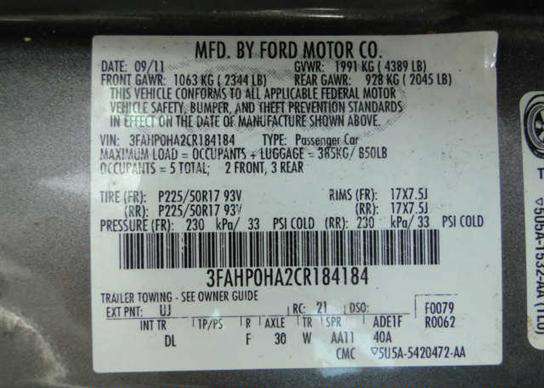 MFD. BY FORD MOTOR CO.
DATE: 09/11 GVWR: 1991 KG ( 4389 LB)
FRONT GAWR: 1063 KG ( 2344 LB) REAR GAWR: 928 KG ( 2045 LB)
THIS VEHICLE CONFORMS TO ALL APPLICABLE FEDERAL MOTOR
VEHICLE SAFETY, BUMPER, AND THEFT PREVENTION STANDARDS
IN EFFECT ON THE DATE OF MANUFACTURE SHOWN ABOVE.
VIN: 3FAHP0HA2CR184184 TYPE: Passenger Car
MAXIMUM LOAD = OCCUPANTS + LUGGAGE = 385KG/ 850LB
OCCUPANTS = 5 TOTAL; 2 FRONT, 3 REAR
TIRE (FR): P225/50R17 93V RIMS (FR): 17X7.5J
(RR): P225/50R17 93V (RR): 17X7.5J
PRESSURE (FR): 230 kPa/ 33 PSI COLD (RR): 230 kPa/ 33 PSI COLD
3FAHP0HA2CR184184
TRAILER TOWING - SEE OWNER GUIDE
EXT PNT: UJ RC: 21 DSO: F0079
INT TR TP/PS R AXLE TR SPR ADE1F R0062
DL F 30 W AA11 40A
CMC 5U5A-5420472-AA